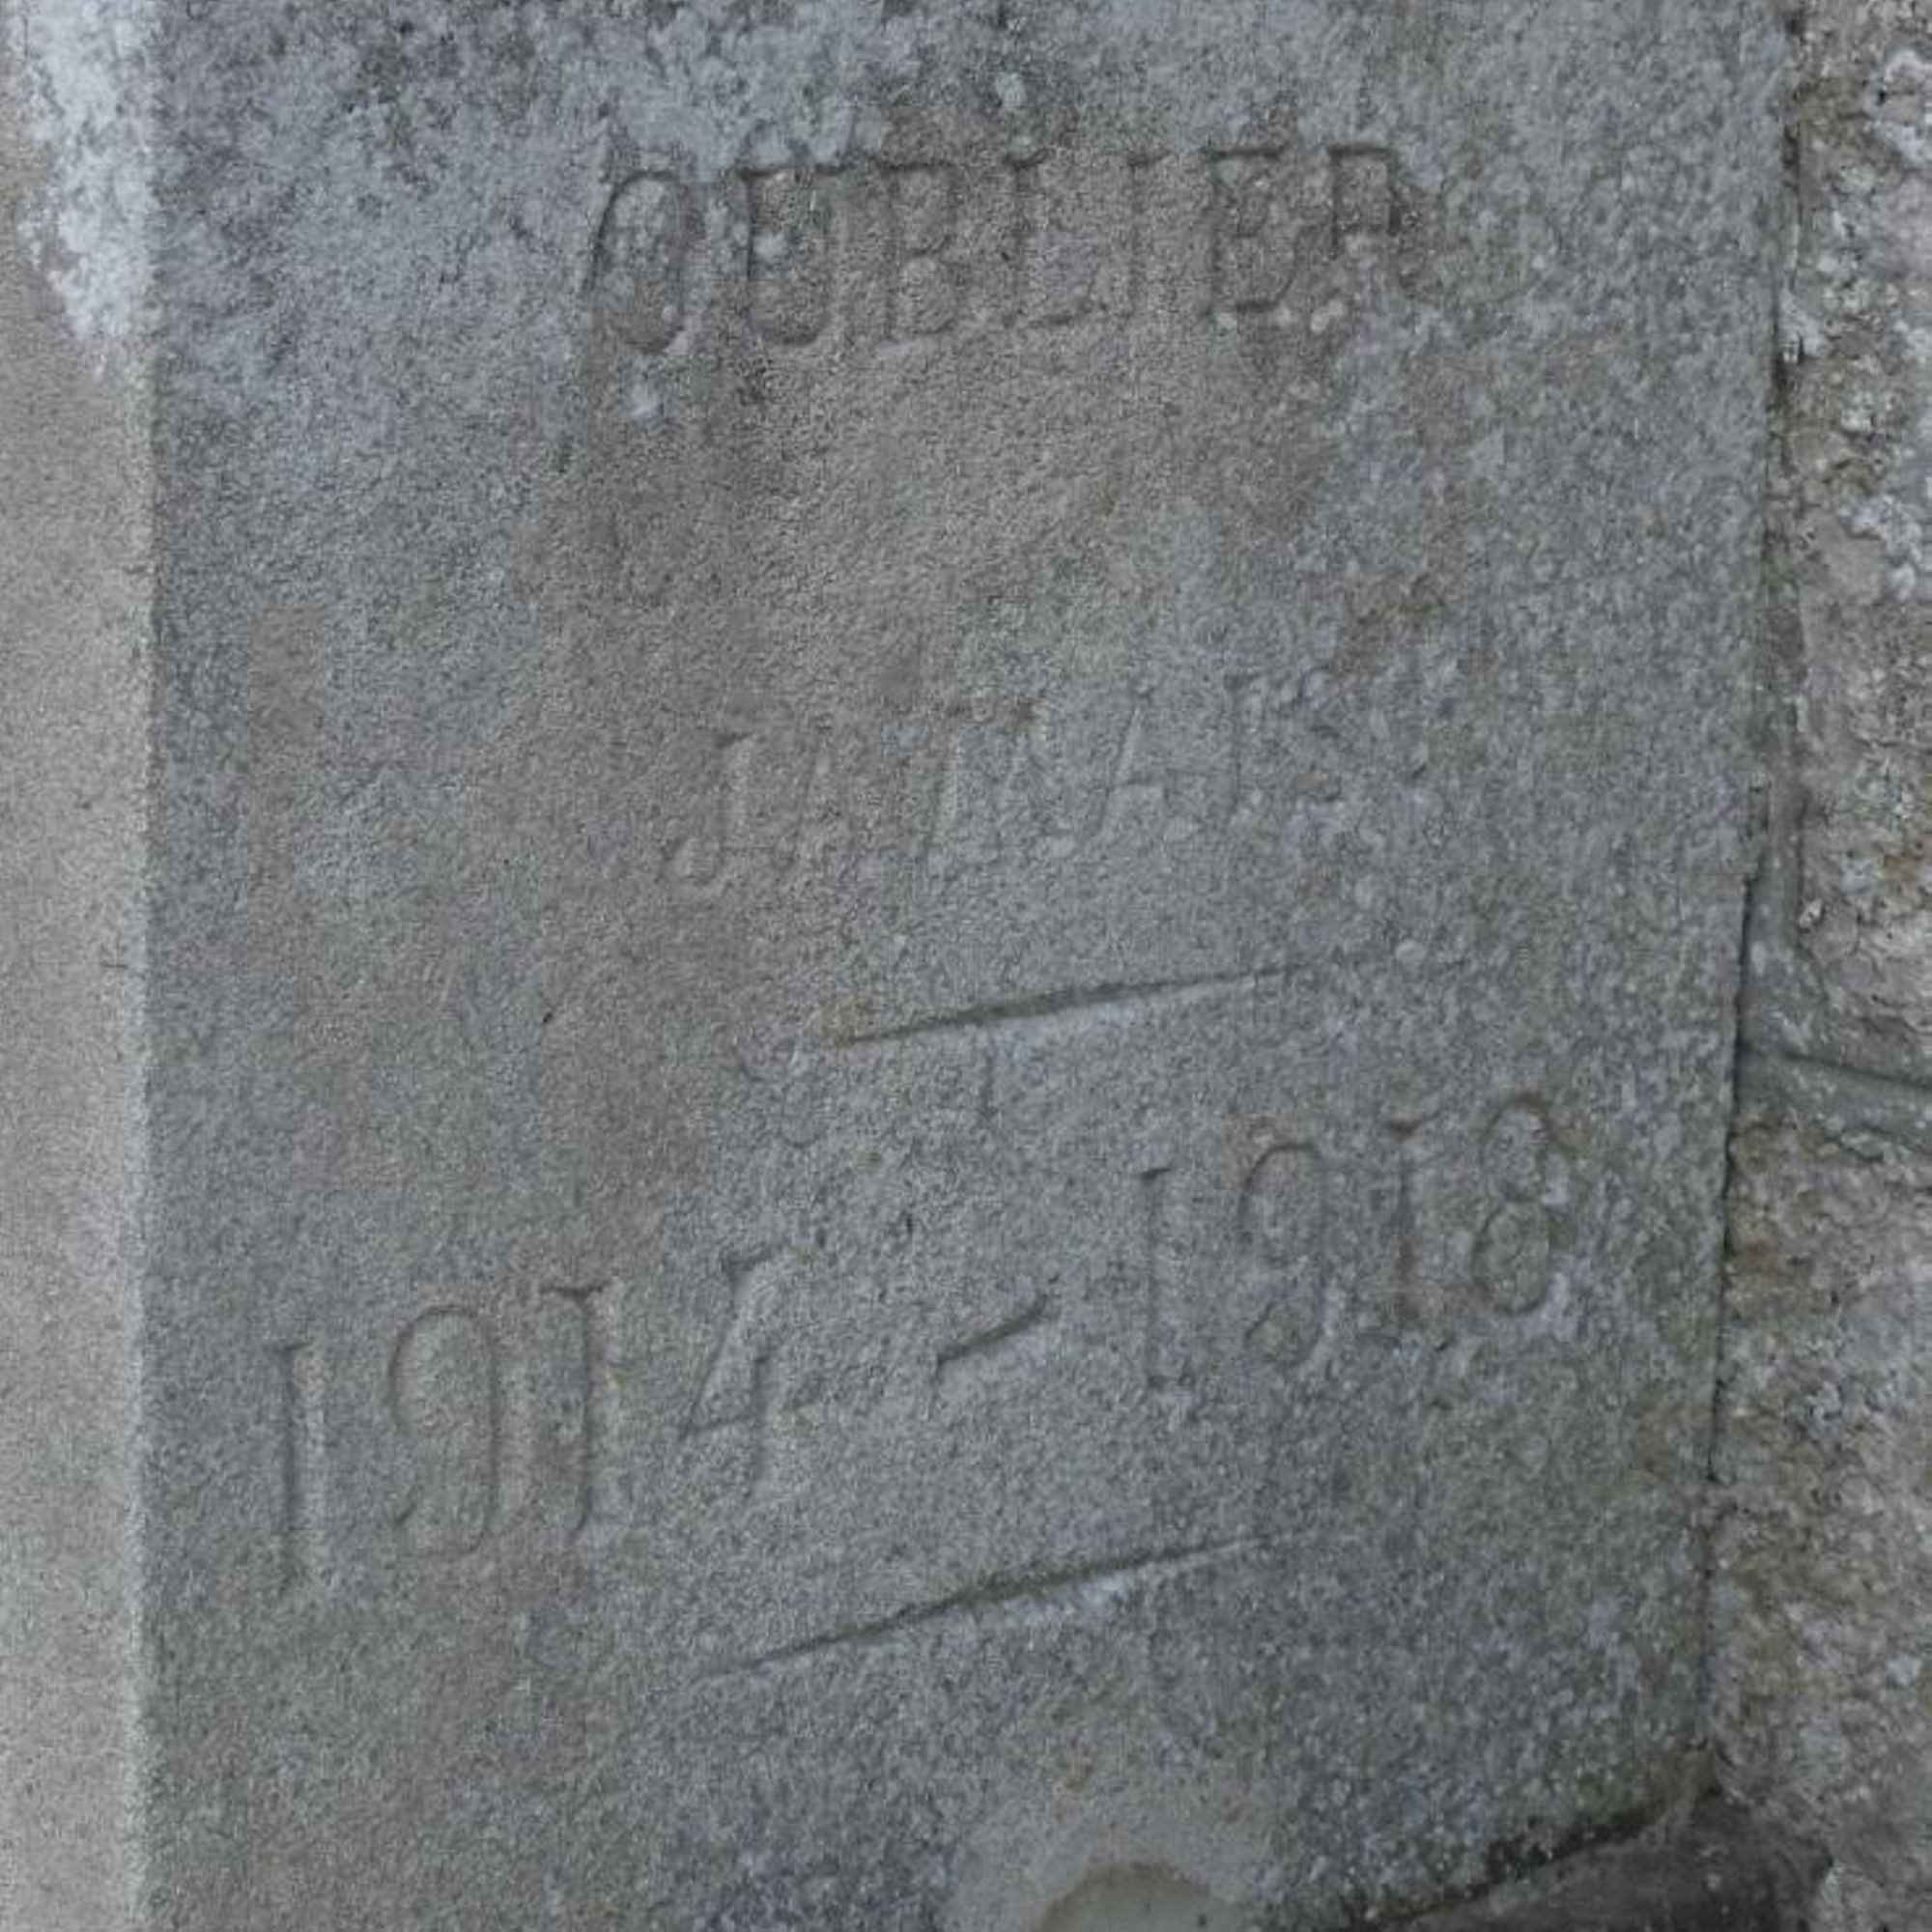 OUBLIER
JAMAIS
1914 - 1918